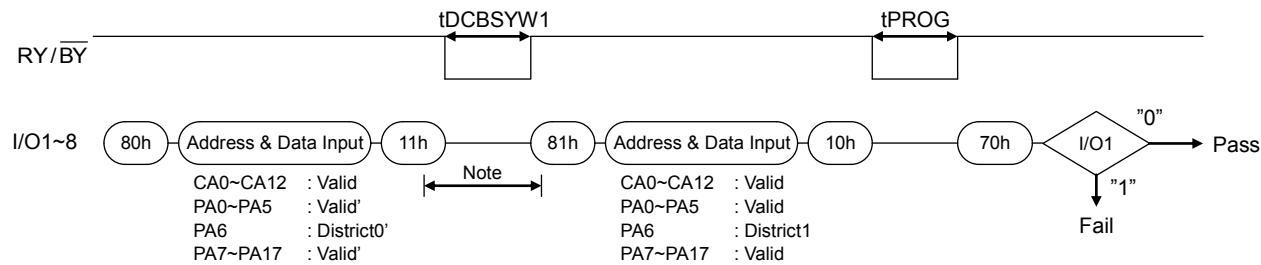 tDCBSYW1
tPROG
RY/BY
I/O1~8
80h
Address & Data Input
11h
81h
Address & Data Input
10h
70h
I/O1
"0"
Pass
"1"
Fail
Note
CA0~CA12 : Valid
PA0~PA5 : Valid'
PA6 : District0'
PA7~PA17 : Valid'
CA0~CA12 : Valid
PA0~PA5 : Valid
PA6 : District1
PA7~PA17 : Valid